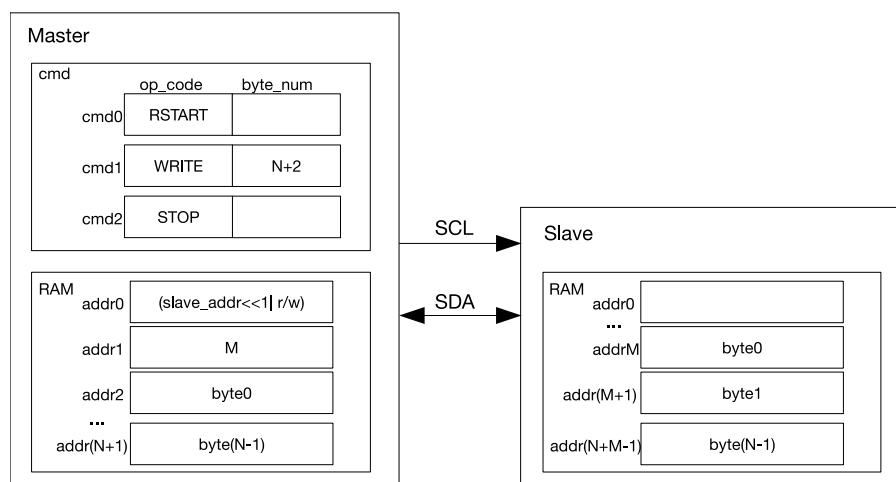 Master
cmd
op_code byte_num
cmd0 RSTART
cmd1 WRITE N+2
cmd2 STOP
RAM
addr0 (slave_addr<<1| r/w)
addr1 M
addr2 byte0
...
addr(N+1) byte(N-1)
SCL
SDA
Slave
RAM
addr0
...
addrM byte0
addr(M+1) byte1
addr(N+M-1) byte(N-1)